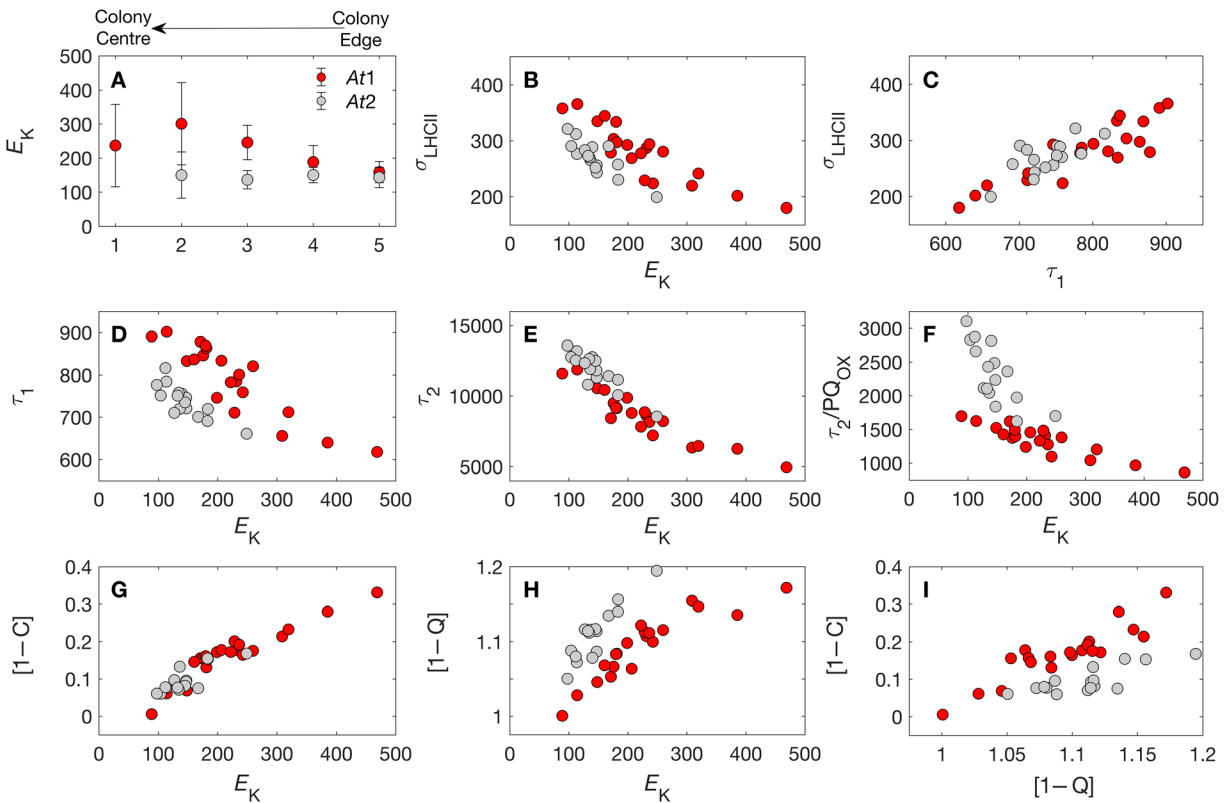 Colony Centre
Colony Edge
A
500
400
300
200
100
0
1
2
3
4
5
E_K
At1
At2
B
400
300
200
0
100
200
300
400
500
σ_LHCII
E_K
C
400
300
200
600
700
800
900
σ_LHCII
τ_1
D
900
800
700
600
0
100
200
300
400
500
τ_1
E_K
E
15000
10000
5000
0
100
200
300
400
500
τ_2
E_K
F
3000
2500
2000
1500
1000
0
100
200
300
400
500
τ_2/PQ_OX
E_K
G
0.4
0.3
0.2
0.1
0
0
100
200
300
400
500
[1–C]
E_K
H
1.2
1.1
1
0
100
200
300
400
500
[1–Q]
E_K
I
0.4
0.3
0.2
0.1
0
1
1.05
1.1
1.15
1.2
[1–C]
[1–Q]